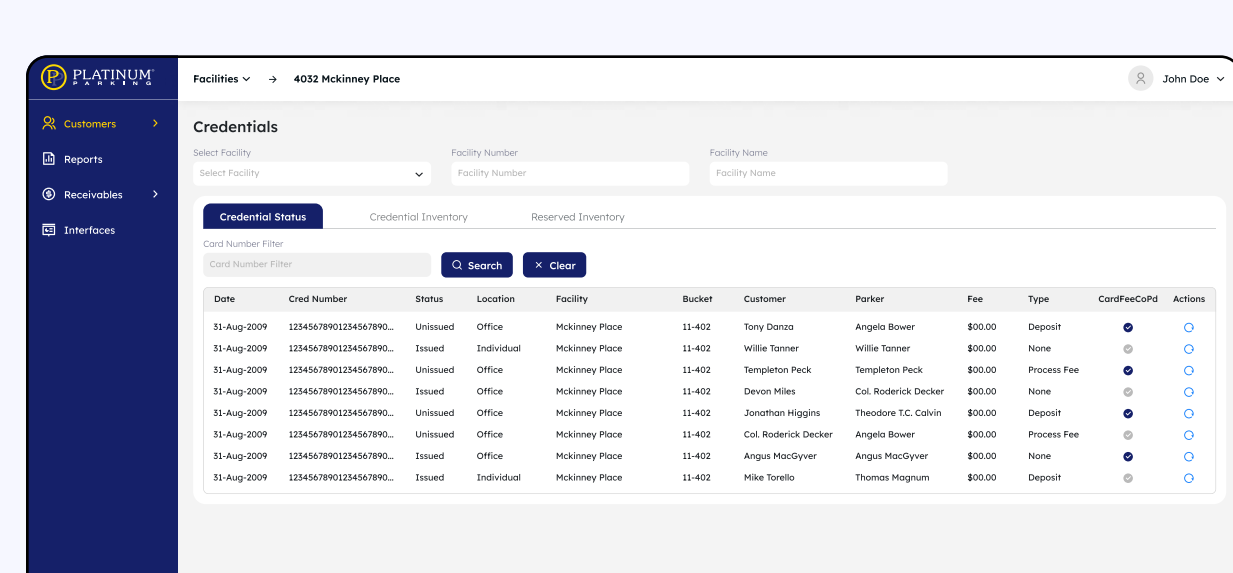 PLATINUM
PARKING
Facilities → 4032 Mckinney Place
John Doe
Customers
Reports
Receivables
Interfaces
Credentials
Select Facility Facility Number Facility Name
Select Facility Facility Number Facility Name
Credential Status Credential Inventory Reserved Inventory
Card Number Filter
Card Number Filter Search × Clear
Date Cred Number Status Location Facility Bucket Customer Parker Fee Type CardFeeCoPd Actions
31-Aug-2009 12345678901234567890... Unissued Office Mckinney Place 11-402 Tony Danza Angela Bower $00.00 Deposit
31-Aug-2009 12345678901234567890... Issued Individual Mckinney Place 11-402 Willie Tanner Willie Tanner $00.00 None
31-Aug-2009 12345678901234567890... Unissued Office Mckinney Place 11-402 Templeton Peck Templeton Peck $00.00 Process Fee
31-Aug-2009 12345678901234567890... Issued Office Mckinney Place 11-402 Devon Miles Col. Roderick Decker $00.00 None
31-Aug-2009 12345678901234567890... Unissued Office Mckinney Place 11-402 Jonathan Higgins Theodore T.C. Calvin $00.00 Deposit
31-Aug-2009 12345678901234567890... Unissued Office Mckinney Place 11-402 Col. Roderick Decker Angela Bower $00.00 Process Fee
31-Aug-2009 12345678901234567890... Issued Office Mckinney Place 11-402 Angus MacGyver Angus MacGyver $00.00 None
31-Aug-2009 12345678901234567890... Issued Individual Mckinney Place 11-402 Mike Torello Thomas Magnum $00.00 Deposit